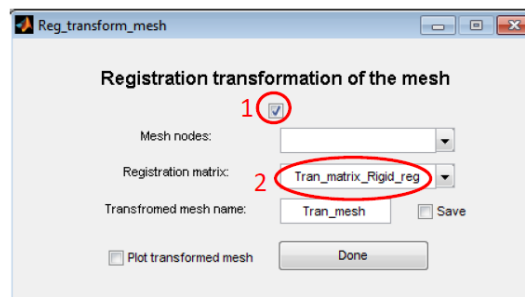 Reg_transform_mesh
Registration transformation of the mesh
1
Mesh nodes:
Registration matrix:
2 Tran_matrix_Rigid_reg
Transfromed mesh name: Tran_mesh Save
Plot transformed mesh Done